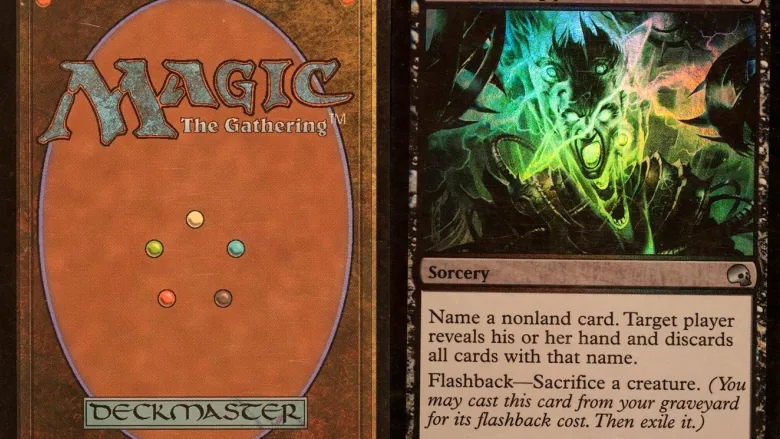 MAGIC
The Gathering™
DECKMASTER
Sorcery
Name a nonland card. Target player
reveals his or her hand and discards
all cards with that name.
Flashback—Sacrifice a creature. (You
may cast this card from your graveyard
for its flashback cost. Then exile it.)